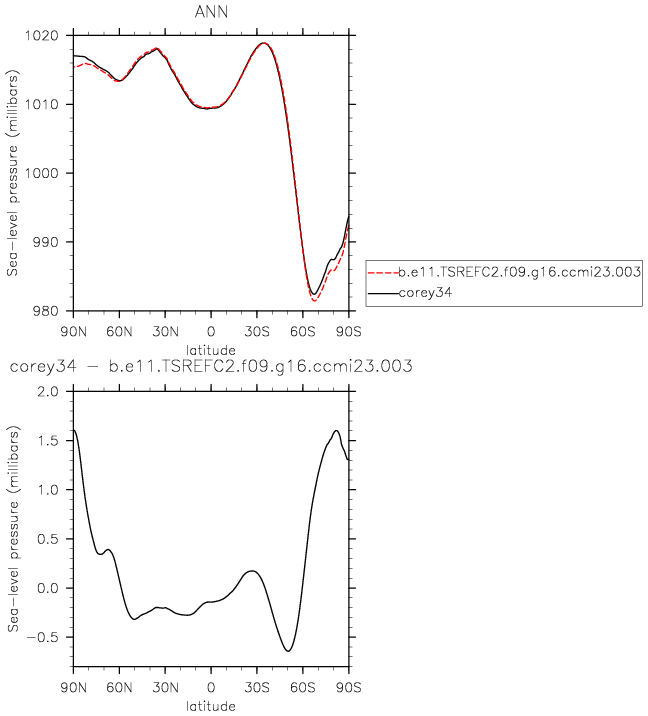 ANN
Sea-level pressure (millibars)
1020
1010
1000
990
980
90N 60N 30N 0 30S 60S 90S
latitude
b.e11.TSREFC2.f09.g16.ccmi23.003
corey34
corey34 - b.e11.TSREFC2.f09.g16.ccmi23.003
Sea-level pressure (millibars)
2.0
1.5
1.0
0.5
0.0
-0.5
90N 60N 30N 0 30S 60S 90S
latitude